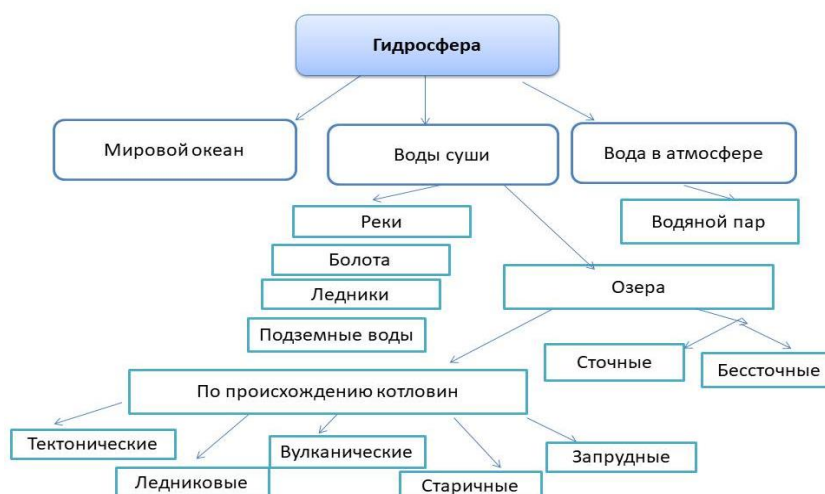 Гидросфера
Мировой океан
Воды суши
Вода в атмосфере
Реки
Водяной пар
Болота
Ледники
Озера
Подземные воды
Сточные
Бессточные
По происхождению котловин
Тектонические
Вулканические
Запрудные
Ледниковые
Старичные